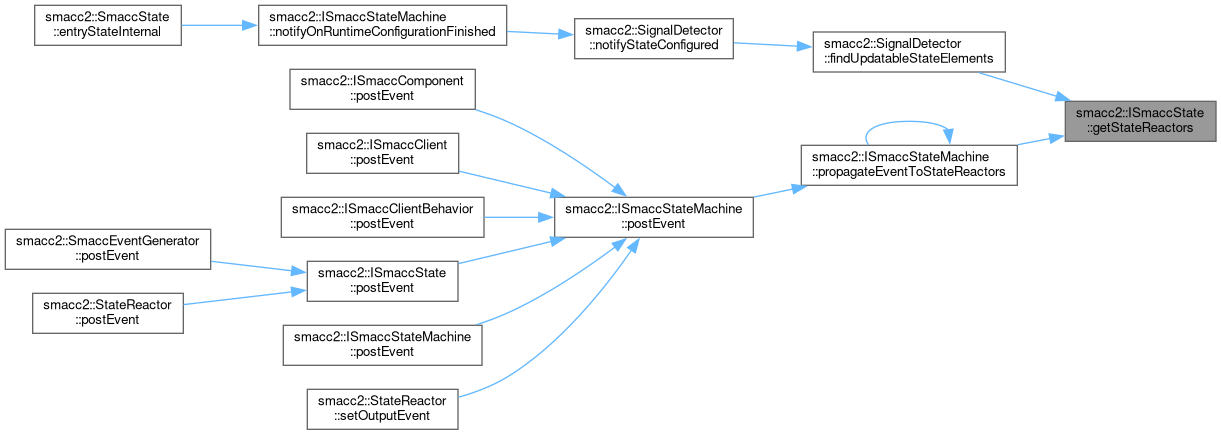 smacc2::SmaccState
::entryStateInternal
smacc2::ISmaccStateMachine
::notifyOnRuntimeConfigurationFinished
smacc2::SignalDetector
::notifyStateConfigured
smacc2::SignalDetector
::findUpdatableStateElements
smacc2::ISmaccState
::getStateReactors
smacc2::ISmaccComponent
::postEvent
smacc2::ISmaccClient
::postEvent
smacc2::ISmaccStateMachine
::propagateEventToStateReactors
smacc2::ISmaccClientBehavior
::postEvent
smacc2::ISmaccStateMachine
::postEvent
smacc2::SmaccEventGenerator
::postEvent
smacc2::ISmaccState
::postEvent
smacc2::StateReactor
::postEvent
smacc2::ISmaccStateMachine
::postEvent
smacc2::StateReactor
::setOutputEvent